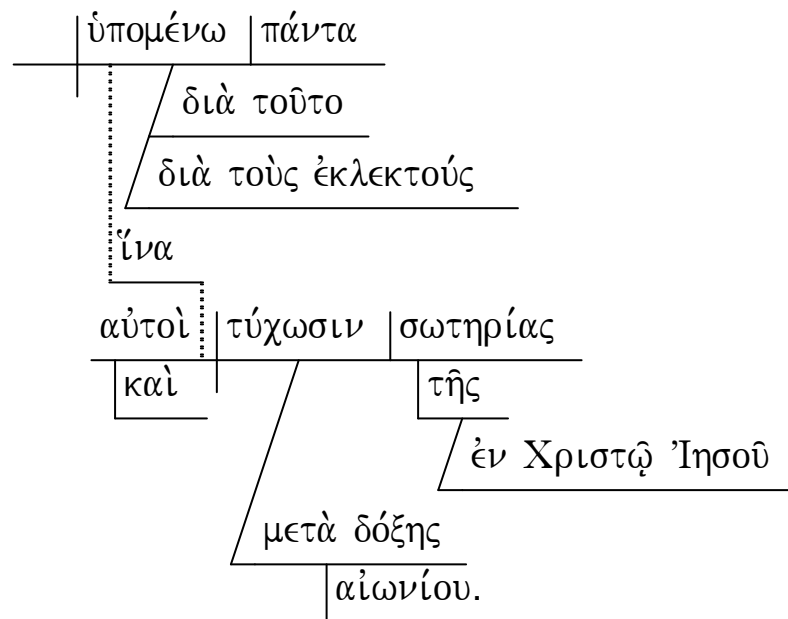 ὑπομένω πάντα
διὰ τοῦτο
διὰ τοὺς ἐκλεκτούς
ἵνα
αὐτοὶ τύχωσιν σωτηρίας
καὶ τῆς
ἐν Χριστῷ Ἰησοῦ
μετὰ δόξης
αἰωνίου.